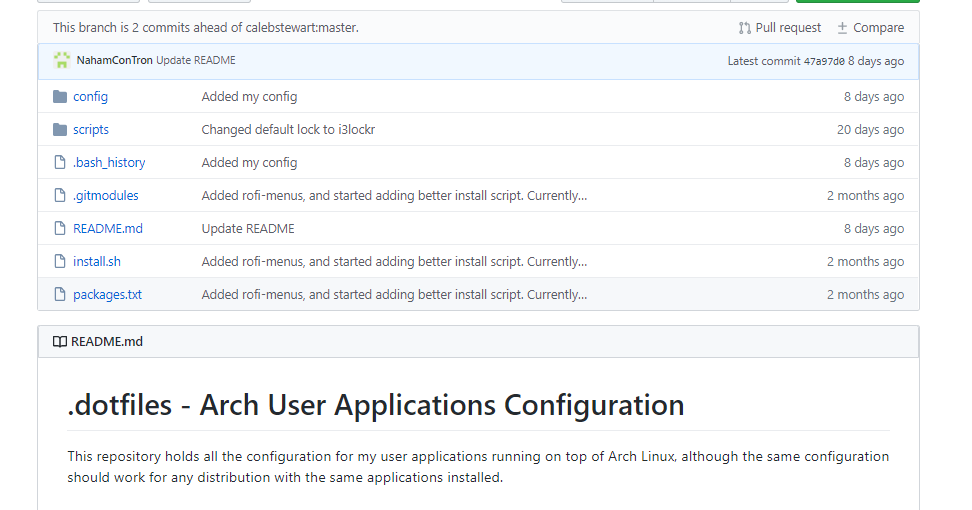 This branch is 2 commits ahead of calebstewart:master. Pull request Compare
NahamConTron Update README Latest commit 47a97d0 8 days ago
config Added my config 8 days ago
scripts Changed default lock to i3lockr 20 days ago
.bash_history Added my config 8 days ago
.gitmodules Added rofi-menus, and started adding better install script. Currently... 2 months ago
README.md Update README 8 days ago
install.sh Added rofi-menus, and started adding better install script. Currently... 2 months ago
packages.txt Added rofi-menus, and started adding better install script. Currently... 2 months ago
README.md
.dotfiles - Arch User Applications Configuration
This repository holds all the configuration for my user applications running on top of Arch Linux, although the same configuration
should work for any distribution with the same applications installed.